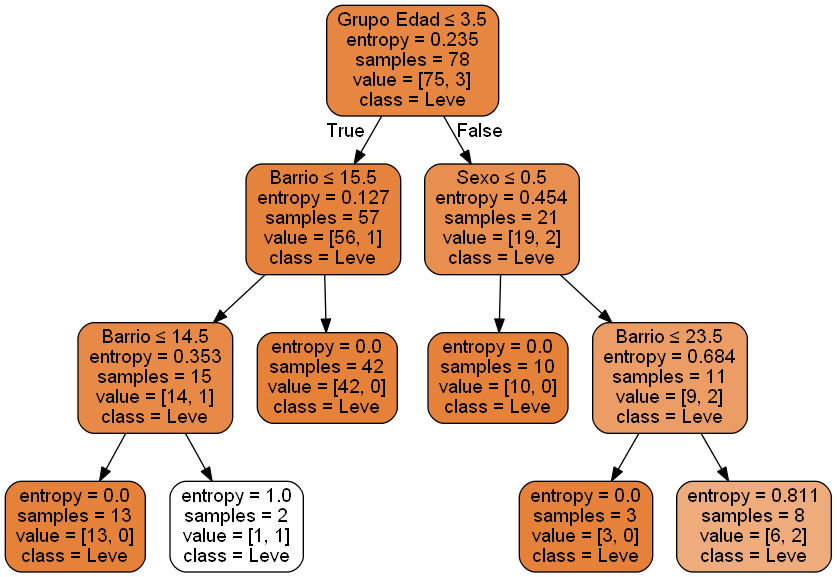 Grupo Edad ≤ 3.5
entropy = 0.235
samples = 78
value = [75, 3]
class = Leve
True
False
Barrio ≤ 15.5
entropy = 0.127
samples = 57
value = [56, 1]
class = Leve
Sexo ≤ 0.5
entropy = 0.454
samples = 21
value = [19, 2]
class = Leve
Barrio ≤ 14.5
entropy = 0.353
samples = 15
value = [14, 1]
class = Leve
entropy = 0.0
samples = 42
value = [42, 0]
class = Leve
entropy = 0.0
samples = 10
value = [10, 0]
class = Leve
Barrio ≤ 23.5
entropy = 0.684
samples = 11
value = [9, 2]
class = Leve
entropy = 0.0
samples = 13
value = [13, 0]
class = Leve
entropy = 1.0
samples = 2
value = [1, 1]
class = Leve
entropy = 0.0
samples = 3
value = [3, 0]
class = Leve
entropy = 0.811
samples = 8
value = [6, 2]
class = Leve